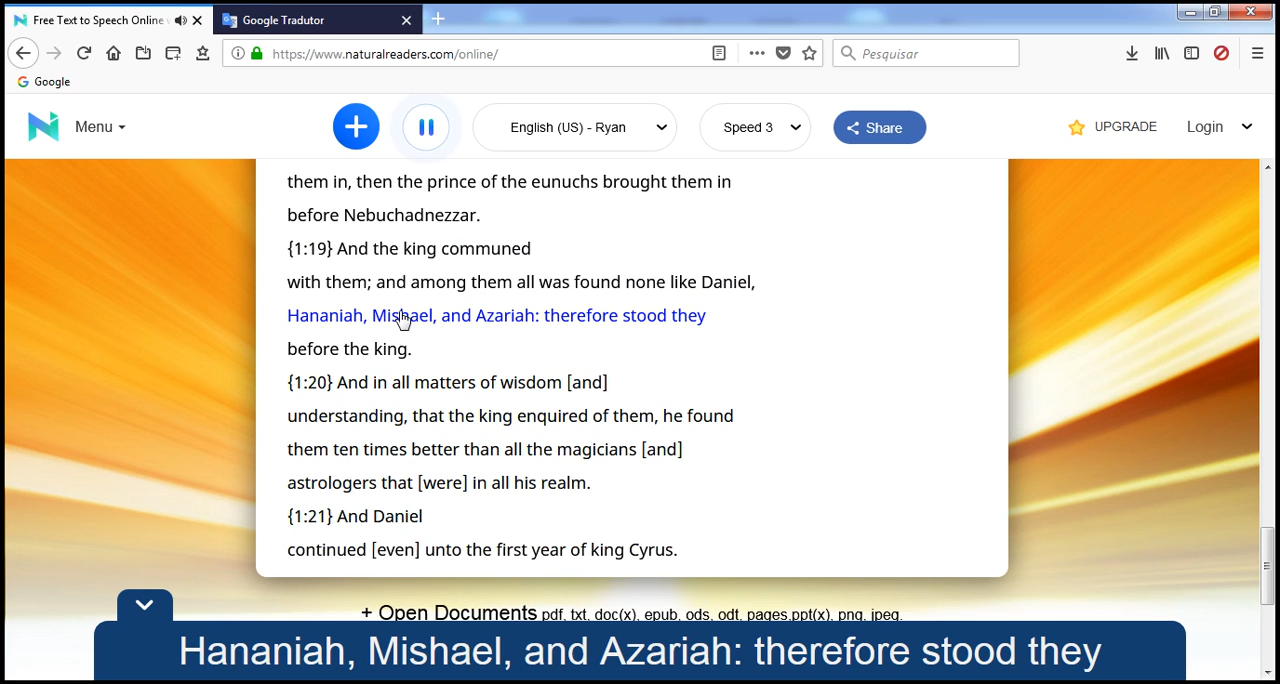 Free Text to Speech Online
Google Tradutor
https://www.naturalreaders.com/online/
Pesquisar
Google
Menu
English (US) - Ryan
Speed 3
Share
UPGRADE
Login
them in, then the prince of the eunuchs brought them in
before Nebuchadnezzar.
{1:19} And the king communed
with them; and among them all was found none like Daniel,
Hananiah, Mishael, and Azariah: therefore stood they
before the king.
{1:20} And in all matters of wisdom [and]
understanding, that the king enquired of them, he found
them ten times better than all the magicians [and]
astrologers that [were] in all his realm.
{1:21} And Daniel
continued [even] unto the first year of king Cyrus.
+ Open Documents pdf, txt, doc(x), epub, ods, odt, pages,ppt(x), png, jpeg.
Hananiah, Mishael, and Azariah: therefore stood they